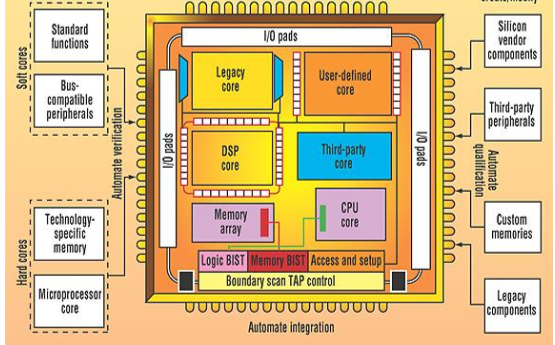 create/modify
Soft cores
Standard
functions
Bus-
compatible
peripherals
Automate verification
Hard cores
Technology-
specific
memory
Microprocessor
core
I/O pads
I/O pads
I/O pads
Legacy
core
User-defined
core
DSP
core
Third-party
core
Memory
array
CPU
core
Logic BIST
Memory BIST
Access and setup
Boundary scan TAP control
Automate integration
Silicon
vendor
components
Third-party
peripherals
Automate
qualification
Custom
memories
Legacy
components